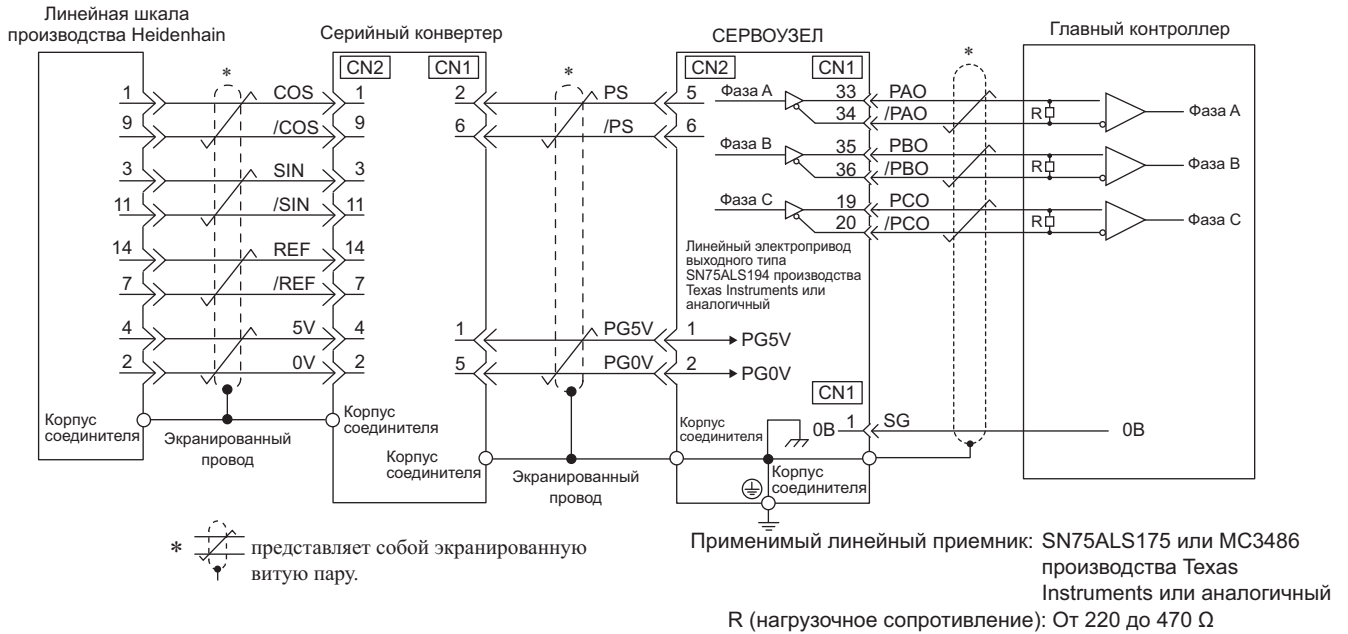 Линейная шкала
производства Heidenhain
Серийный конвертер
СЕРВОУЗЕЛ
Главный контроллер
*
*
*
CN2
CN1
CN2
CN1
1 COS 1
9 /COS 9
3 SIN 3
11 /SIN 11
14 REF 14
7 /REF 7
4 5V 4
2 0V 2
2 PS 5
6 /PS 6
1 PG5V 1 PG5V
5 PG0V 2 PG0V
Фаза A 33 PAO
34 /PAO
R
Фаза A
Фаза B 35 PBO
36 /PBO
R
Фаза B
Фаза C 19 PCO
20 /PCO
R
Фаза C
Линейный электропривод
выходного типа
SN75ALS194 производства
Texas Instruments или
аналогичный
CN1
0В 1 SG 0В
Корпус
соединителя
Экранированный
провод
Корпус
соединителя
Корпус
соединителя
Экранированный
провод
Корпус
соединителя
Корпус
соединителя
* представляет собой экранированную
витую пару.
Применимый линейный приемник: SN75ALS175 или MC3486
производства Texas
Instruments или аналогичный
R (нагрузочное сопротивление): От 220 до 470 Ω